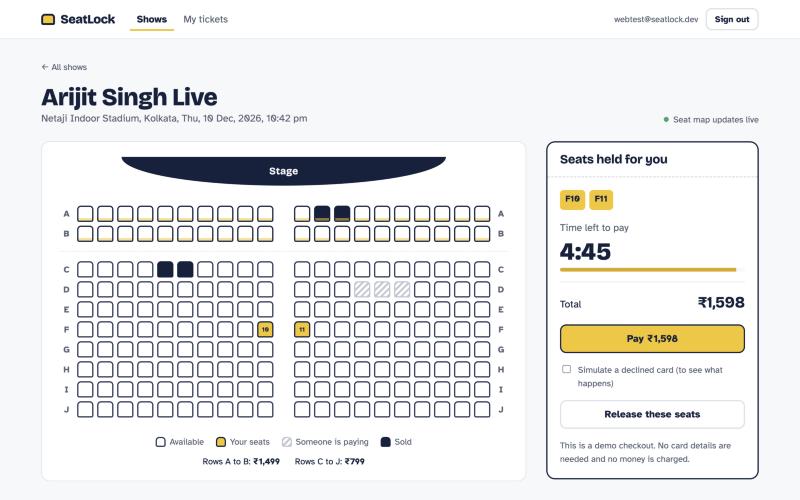 SeatLock
Shows
My tickets
webtest@seatlock.dev
Sign out
← All shows
Arijit Singh Live
Netaji Indoor Stadium, Kolkata, Thu, 10 Dec, 2026, 10:42 pm
Seat map updates live
Stage
A A
B B
C C
D D
E E
F 10 11 F
G G
H H
I I
J J
Available Your seats Someone is paying Sold
Rows A to B: ₹1,499 Rows C to J: ₹799
Seats held for you
F10 F11
Time left to pay
4:45
Total ₹1,598
Pay ₹1,598
Simulate a declined card (to see what
happens)
Release these seats
This is a demo checkout. No card details are
needed and no money is charged.